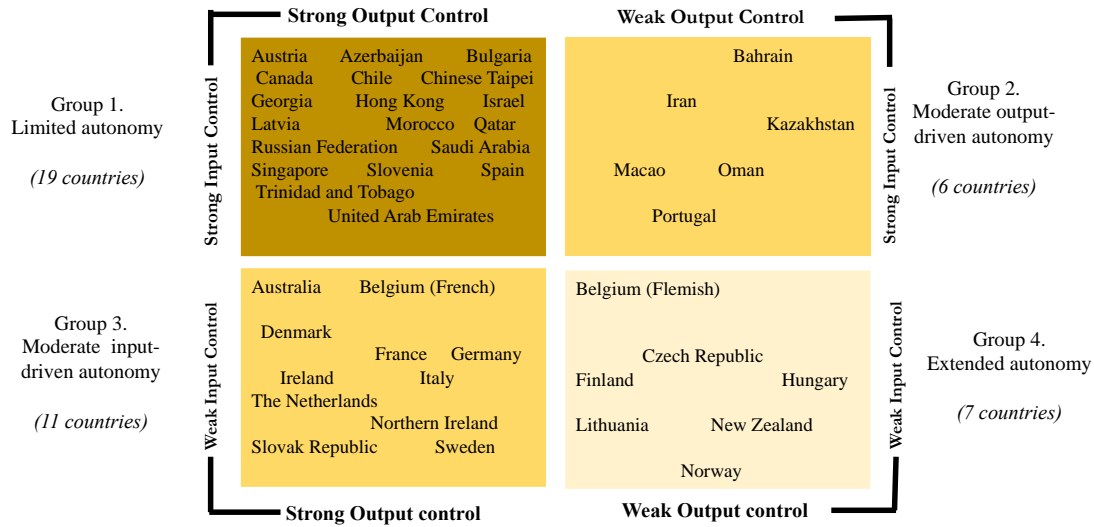 Strong Output Control
Weak Output Control
Group 1.
Limited autonomy
(19 countries)
Strong Input Control
Austria Azerbaijan Bulgaria
Canada Chile Chinese Taipei
Georgia Hong Kong Israel
Latvia Morocco Qatar
Russian Federation Saudi Arabia
Singapore Slovenia Spain
Trinidad and Tobago
United Arab Emirates
Bahrain
Iran
Kazakhstan
Macao Oman
Portugal
Strong Input Control
Group 2.
Moderate output-
driven autonomy
(6 countries)
Group 3.
Moderate input-
driven autonomy
(11 countries)
Weak Input Control
Australia Belgium (French)
Denmark
France Germany
Ireland Italy
The Netherlands
Northern Ireland
Slovak Republic Sweden
Belgium (Flemish)
Czech Republic
Finland Hungary
Lithuania New Zealand
Norway
Weak Input Control
Group 4.
Extended autonomy
(7 countries)
Strong Output control
Weak Output control